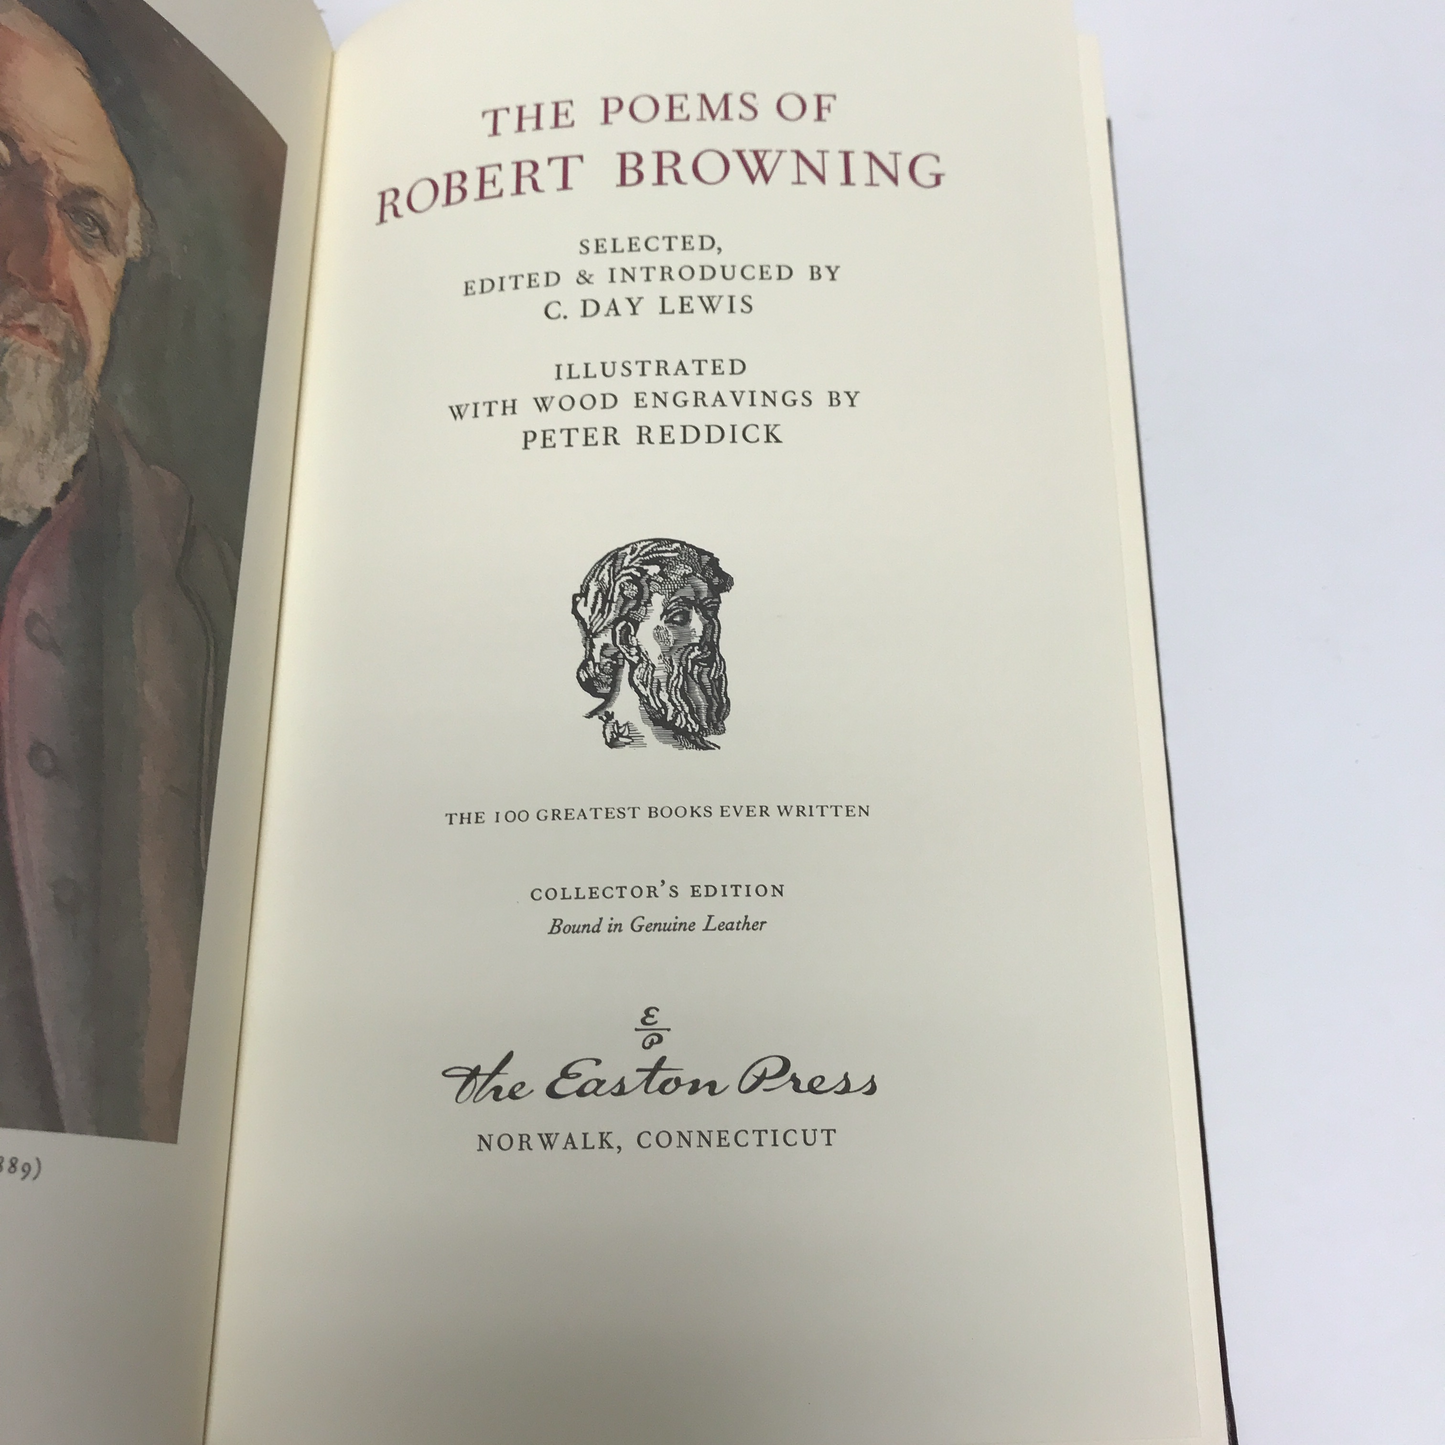 THE POEMS OF
ROBERT BROWNING
SELECTED,
EDITED & INTRODUCED BY
C. DAY LEWIS
ILLUSTRATED
WITH WOOD ENGRAVINGS BY
PETER REDDICK
THE 100 GREATEST BOOKS EVER WRITTEN
COLLECTOR'S EDITION
Bound in Genuine Leather
E
P
The Easton Press
NORWALK, CONNECTICUT
889)